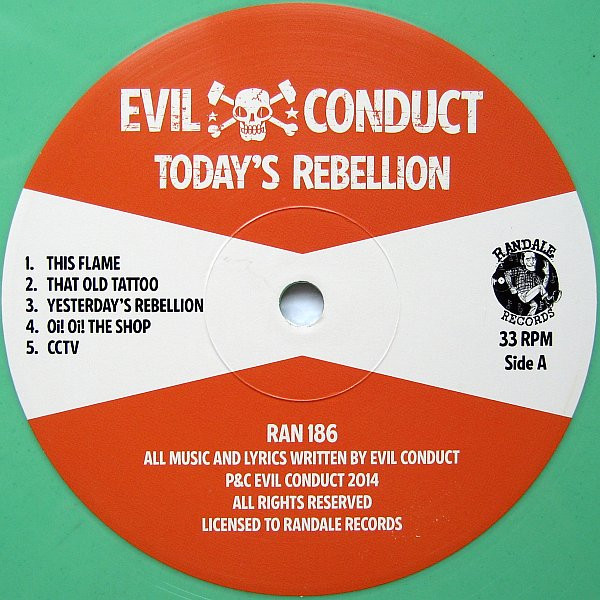 EVIL CONDUCT
TODAY'S REBELLION
1. THIS FLAME
2. THAT OLD TATTOO
3. YESTERDAY'S REBELLION
4. Oi! Oi! THE SHOP
5. CCTV
RANDALE
RECORDS
33 RPM
Side A
RAN 186
ALL MUSIC AND LYRICS WRITTEN BY EVIL CONDUCT
P&C EVIL CONDUCT 2014
ALL RIGHTS RESERVED
LICENSED TO RANDALE RECORDS